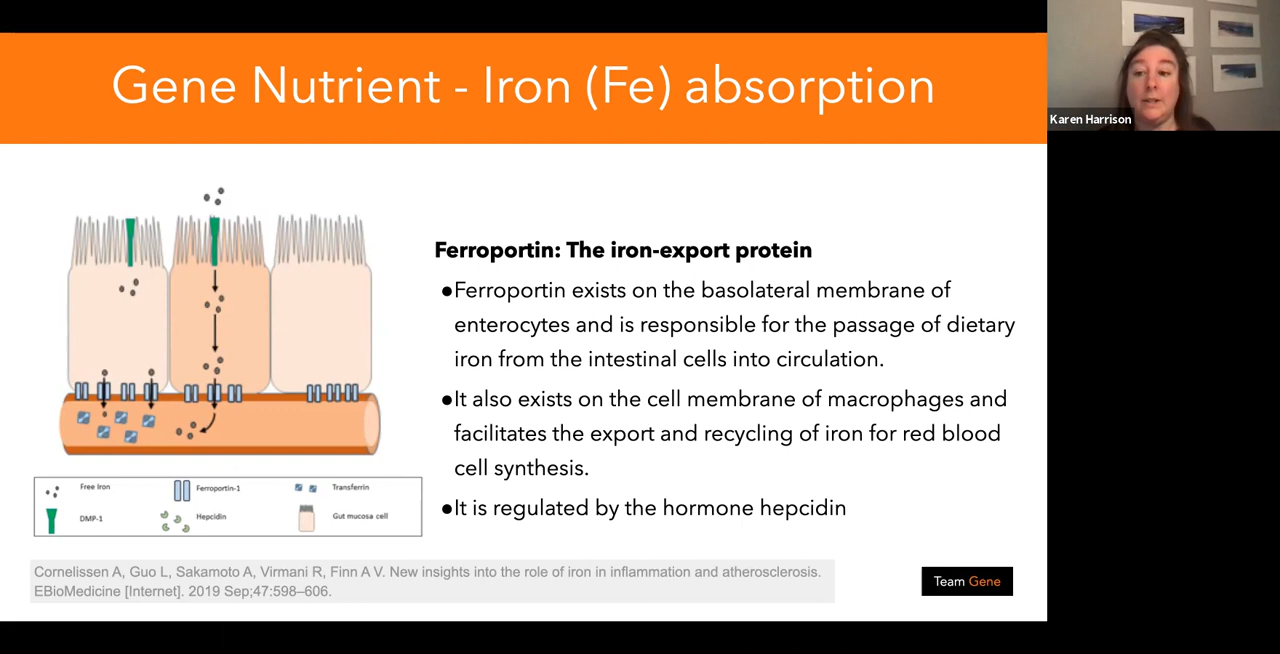 Gene Nutrient - Iron (Fe) absorption
Karen Harrison
Ferroportin: The iron-export protein
●Ferroportin exists on the basolateral membrane of
enterocytes and is responsible for the passage of dietary
iron from the intestinal cells into circulation.
●It also exists on the cell membrane of macrophages and
facilitates the export and recycling of iron for red blood
cell synthesis.
●It is regulated by the hormone hepcidin
Free Iron
Ferroportin-1
Transferrin
DMP-1
Hepcidin
Gut mucosa cell
Cornelissen A, Guo L, Sakamoto A, Virmani R, Finn A V. New insights into the role of iron in inflammation and atherosclerosis.
EBioMedicine [Internet]. 2019 Sep;47:598–606.
Team Gene